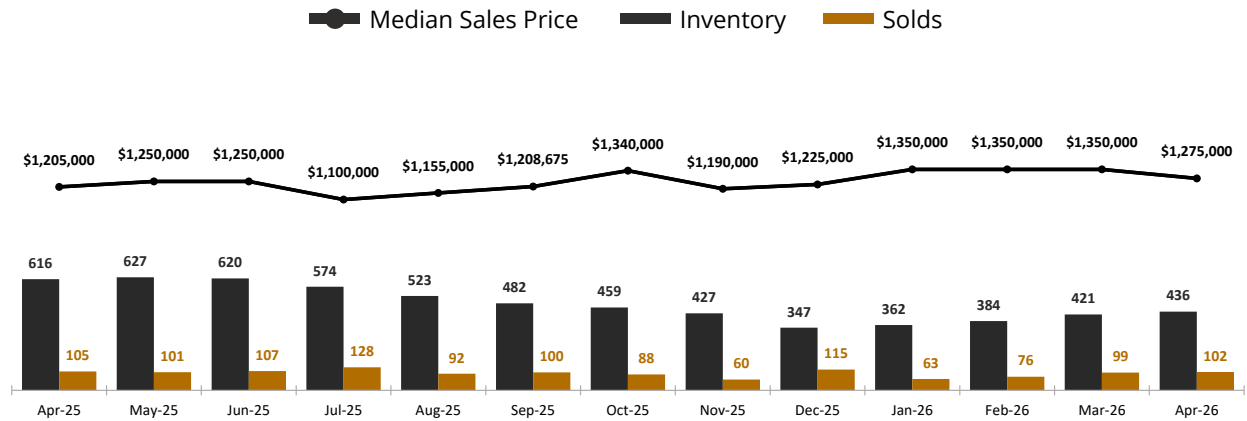 Median Sales Price Inventory Solds
$1,205,000 $1,250,000 $1,250,000 $1,100,000 $1,155,000 $1,208,675 $1,340,000 $1,190,000 $1,225,000 $1,350,000 $1,350,000 $1,350,000 $1,275,000
616 627 620 574 523 482 459 427 347 362 384 421 436
105 101 107 128 92 100 88 60 115 63 76 99 102
Apr-25 May-25 Jun-25 Jul-25 Aug-25 Sep-25 Oct-25 Nov-25 Dec-25 Jan-26 Feb-26 Mar-26 Apr-26